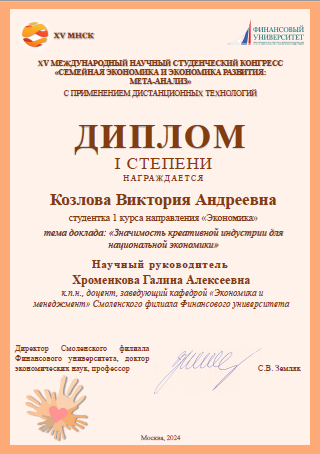 XV МНСК
ФИНАНСОВЫЙ
УНИВЕРСИТЕТ
XV МЕЖДУНАРОДНЫЙ НАУЧНЫЙ СТУДЕНЧЕСКИЙ КОНГРЕСС
«СЕМЕЙНАЯ ЭКОНОМИКА И ЭКОНОМИКА РАЗВИТИЯ:
МЕТА-АНАЛИЗ»
С ПРИМЕНЕНИЕМ ДИСТАНЦИОННЫХ ТЕХНОЛОГИЙ
ДИПЛОМ
I СТЕПЕНИ
НАГРАЖДАЕТСЯ
Козлова Виктория Андреевна
студентка 1 курса направления «Экономика»
тема доклада: «Значимость креативной индустрии для
национальной экономики»
Научный руководитель
Хроменкова Галина Алексеевна
к.п.н., доцент, заведующий кафедрой «Экономика и
менеджмент» Смоленского филиала Финансового университета
Директор Смоленского филиала
Финансового университета, доктор
экономических наук, профессор
С.В. Земляк
Москва, 2024